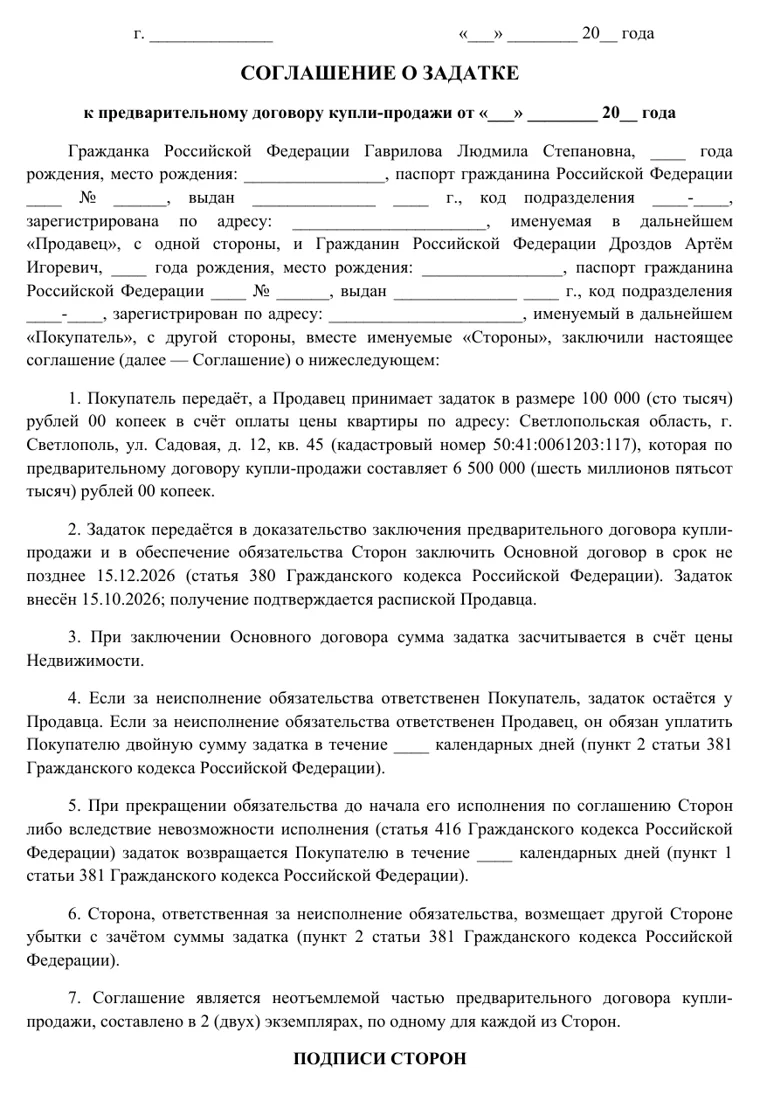 г. ______________ «___» ________ 20__ года
СОГЛАШЕНИЕ О ЗАДАТКЕ
к предварительному договору купли-продажи от «___» ________ 20__ года
Гражданка Российской Федерации Гаврилова Людмила Степановна, ____ года
рождения, место рождения: ________________, паспорт гражданина Российской Федерации
____ № ______, выдан ______________ ____ г., код подразделения ____-____,
зарегистрирована по адресу: ______________________, именуемая в дальнейшем
«Продавец», с одной стороны, и Гражданин Российской Федерации Дроздов Артём
Игоревич, ____ года рождения, место рождения: ________________, паспорт гражданина
Российской Федерации ____ № ______, выдан ______________ ____ г., код подразделения
____-____, зарегистрирован по адресу: ______________________, именуемый в дальнейшем
«Покупатель», с другой стороны, вместе именуемые «Стороны», заключили настоящее
соглашение (далее — Соглашение) о нижеследующем:
1. Покупатель передаёт, а Продавец принимает задаток в размере 100 000 (сто тысяч)
рублей 00 копеек в счёт оплаты цены квартиры по адресу: Светлопольская область, г.
Светлополь, ул. Садовая, д. 12, кв. 45 (кадастровый номер 50:41:0061203:117), которая по
предварительному договору купли-продажи составляет 6 500 000 (шесть миллионов пятьсот
тысяч) рублей 00 копеек.
2. Задаток передаётся в доказательство заключения предварительного договора купли-
продажи и в обеспечение обязательства Сторон заключить Основной договор в срок не
позднее 15.12.2026 (статья 380 Гражданского кодекса Российской Федерации). Задаток
внесён 15.10.2026; получение подтверждается распиской Продавца.
3. При заключении Основного договора сумма задатка засчитывается в счёт цены
Недвижимости.
4. Если за неисполнение обязательства ответственен Покупатель, задаток остаётся у
Продавца. Если за неисполнение обязательства ответственен Продавец, он обязан уплатить
Покупателю двойную сумму задатка в течение ____ календарных дней (пункт 2 статьи 381
Гражданского кодекса Российской Федерации).
5. При прекращении обязательства до начала его исполнения по соглашению Сторон
либо вследствие невозможности исполнения (статья 416 Гражданского кодекса Российской
Федерации) задаток возвращается Покупателю в течение ____ календарных дней (пункт 1
статьи 381 Гражданского кодекса Российской Федерации).
6. Сторона, ответственная за неисполнение обязательства, возмещает другой Стороне
убытки с зачётом суммы задатка (пункт 2 статьи 381 Гражданского кодекса Российской
Федерации).
7. Соглашение является неотъемлемой частью предварительного договора купли-
продажи, составлено в 2 (двух) экземплярах, по одному для каждой из Сторон.
ПОДПИСИ СТОРОН